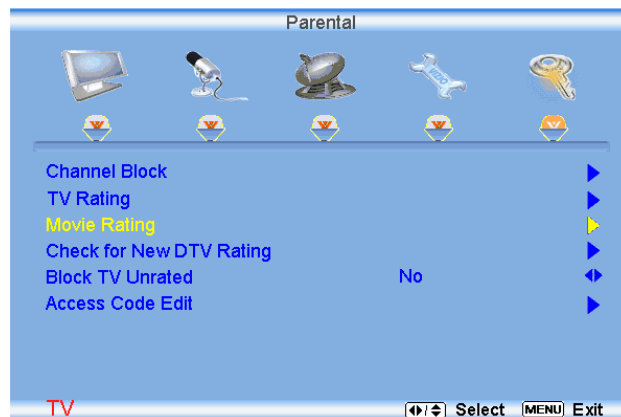 Parental
Channel Block
TV Rating
Movie Rating
Check for New DTV Rating
Block TV Unrated No
Access Code Edit
TV Select MENU Exit